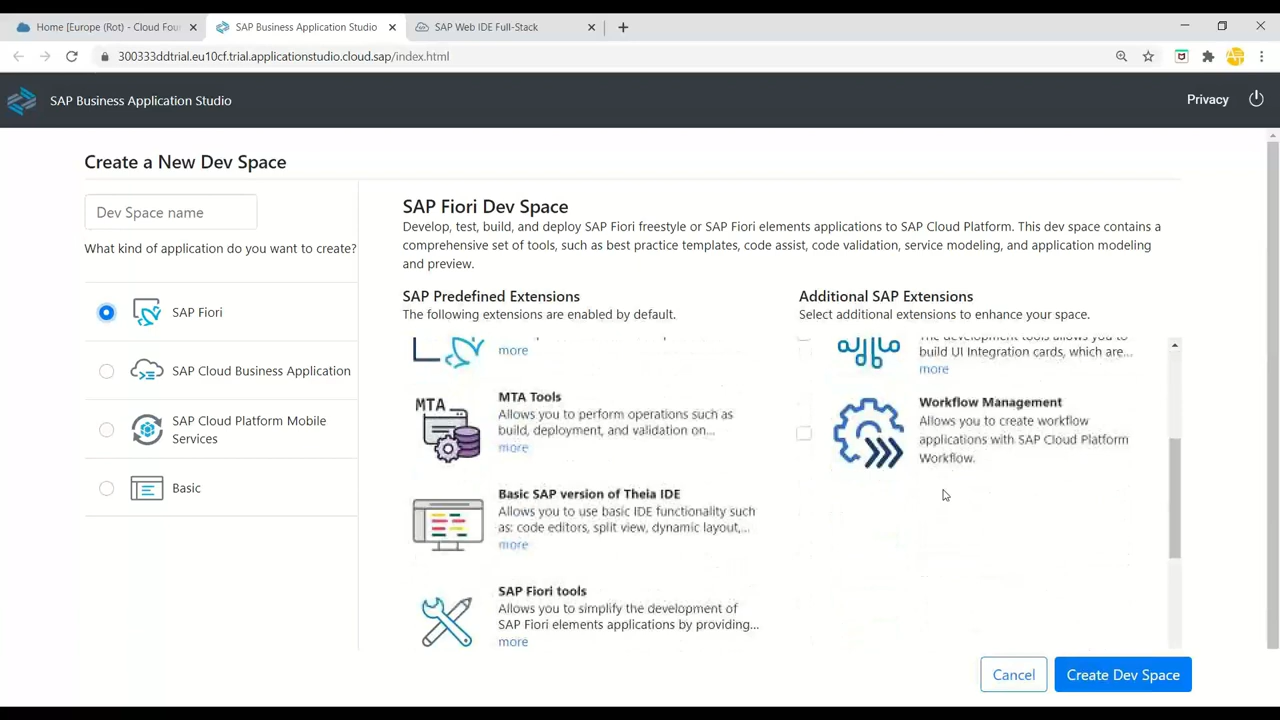 Home [Europe (Rot) - Cloud Foun
SAP Business Application Studio
SAP Web IDE Full-Stack
300333ddtrial.eu10cf.trial.applicationstudio.cloud.sap/index.html
SAP Business Application Studio
Privacy
Create a New Dev Space
Dev Space name
What kind of application do you want to create?
SAP Fiori
SAP Cloud Business Application
SAP Cloud Platform Mobile
Services
Basic
SAP Fiori Dev Space
Develop, test, build, and deploy SAP Fiori freestyle or SAP Fiori elements applications to SAP Cloud Platform. This dev space contains a
comprehensive set of tools, such as best practice templates, code assist, code validation, service modeling, and application modeling
and preview.
SAP Predefined Extensions
The following extensions are enabled by default.
more
MTA
MTA Tools
Allows you to perform operations such as
build, deployment, and validation on...
more
Basic SAP version of Theia IDE
Allows you to use basic IDE functionality such
as: code editors, split view, dynamic layout,...
more
SAP Fiori tools
Allows you to simplify the development of
SAP Fiori elements applications by providing...
more
Additional SAP Extensions
Select additional extensions to enhance your space.
The development tools allows you to
build UI Integration cards, which are...
more
Workflow Management
Allows you to create workflow
applications with SAP Cloud Platform
Workflow.
Cancel
Create Dev Space